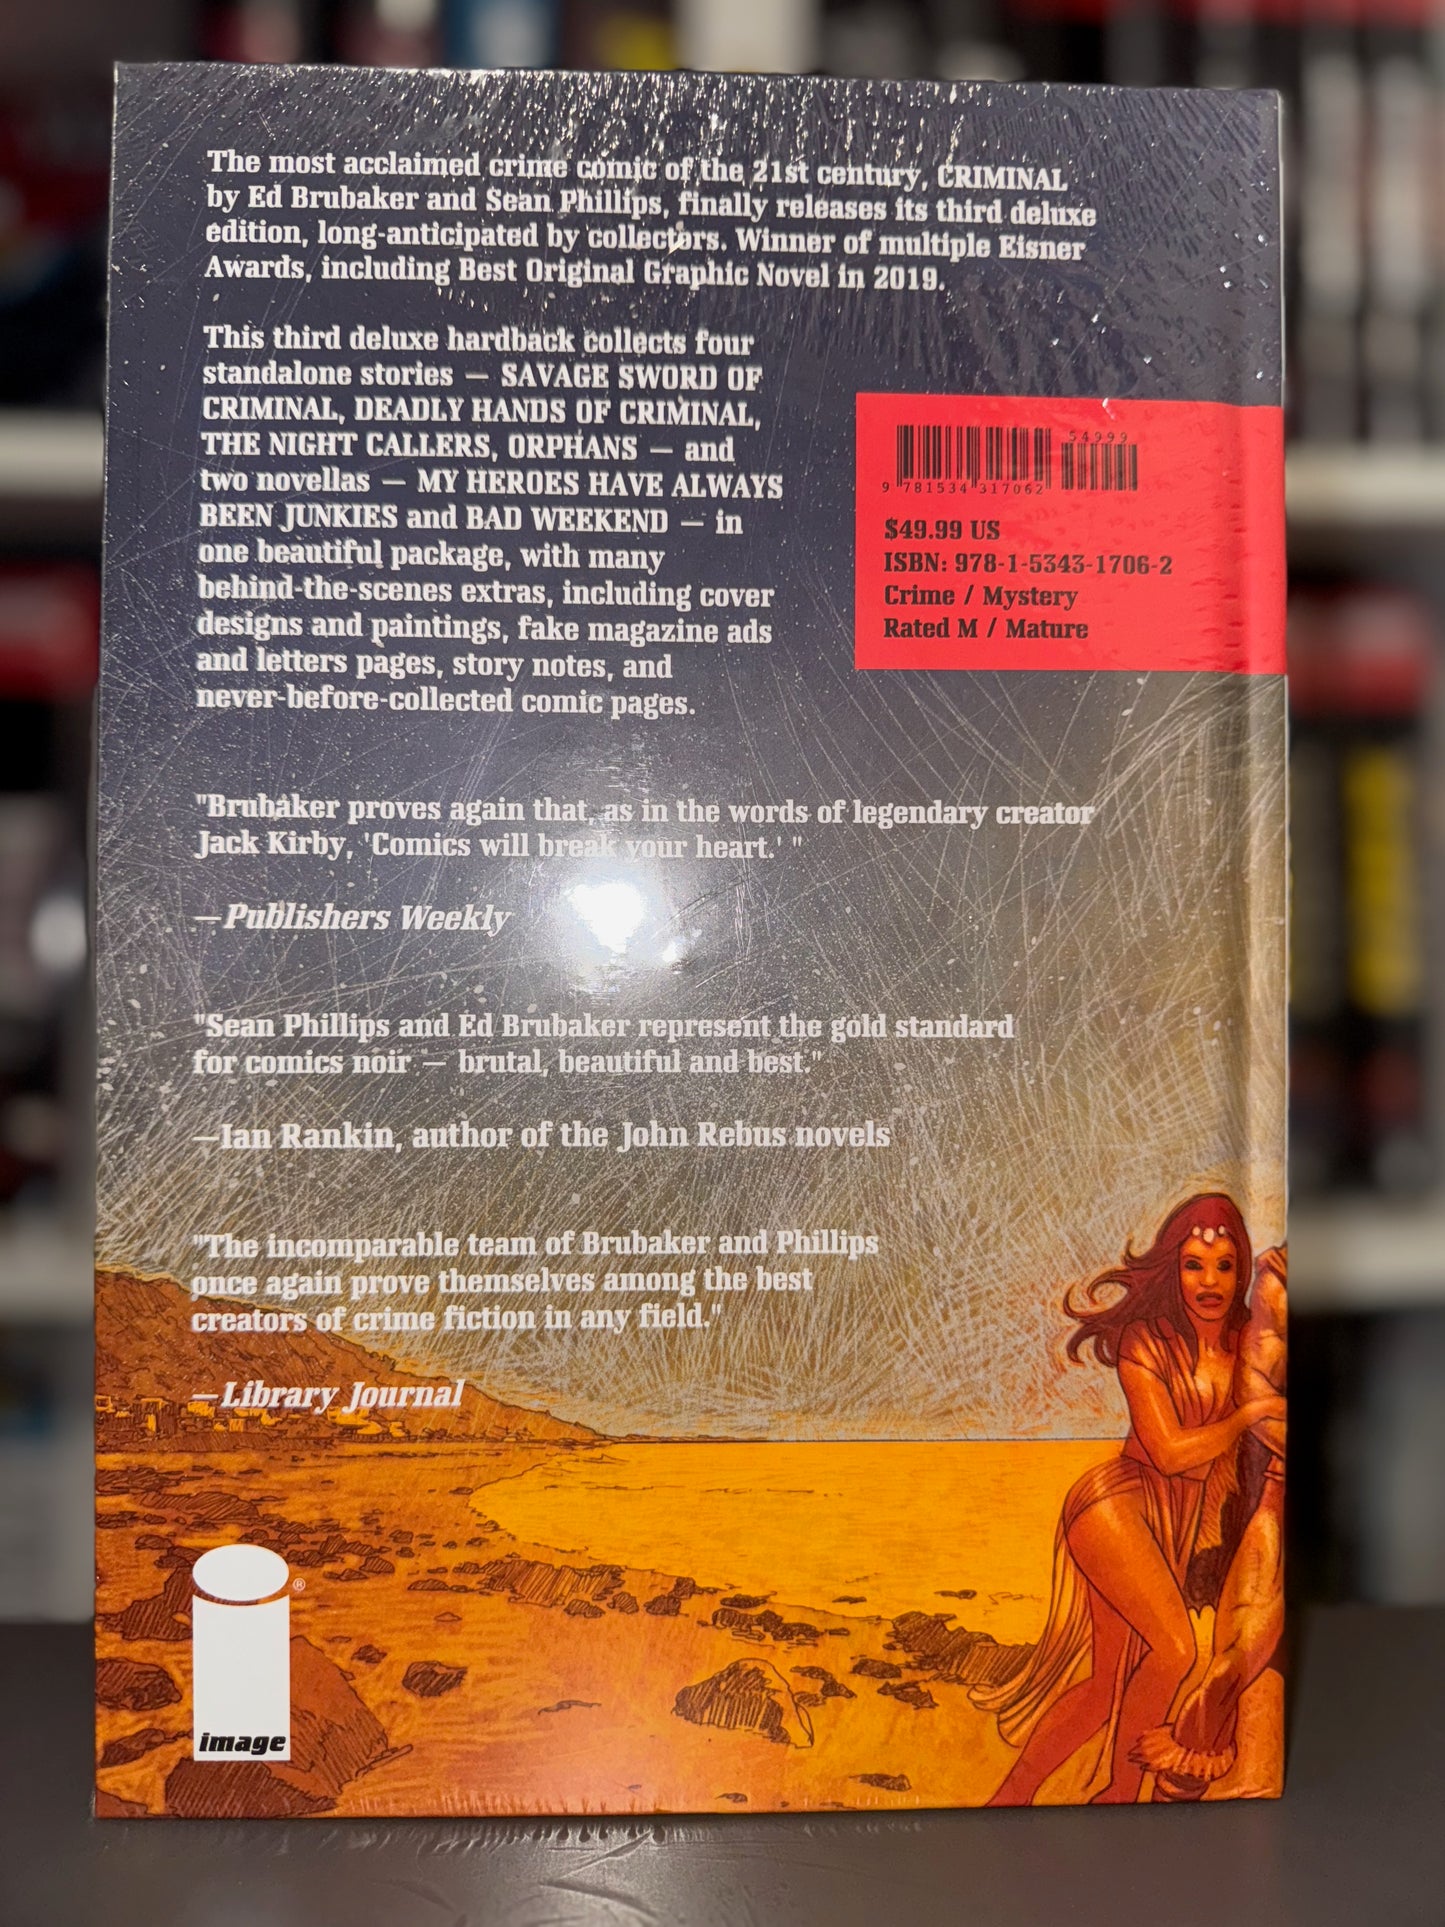 The most acclaimed crime comic of the 21st century, CRIMINAL
by Ed Brubaker and Sean Phillips, finally releases its third deluxe
edition, long-anticipated by collectors. Winner of multiple Eisner
Awards, including Best Original Graphic Novel in 2019.
This third deluxe hardback collects four
standalone stories — SAVAGE SWORD OF
CRIMINAL, DEADLY HANDS OF CRIMINAL,
THE NIGHT CALLERS, ORPHANS — and
two novellas — MY HEROES HAVE ALWAYS
BEEN JUNKIES and BAD WEEKEND — in
one beautiful package, with many
behind-the-scenes extras, including cover
designs and paintings, fake magazine ads
and letters pages, story notes, and
never-before-collected comic pages.
54999
9 781534 317062
$49.99 US
ISBN: 978-1-5343-1706-2
Crime / Mystery
Rated M / Mature
"Brubaker proves again that, as in the words of legendary creator
Jack Kirby, 'Comics will break your heart.' "
—Publishers Weekly
"Sean Phillips and Ed Brubaker represent the gold standard
for comics noir — brutal, beautiful and best."
—Ian Rankin, author of the John Rebus novels
"The incomparable team of Brubaker and Phillips
once again prove themselves among the best
creators of crime fiction in any field."
—Library Journal
®
image